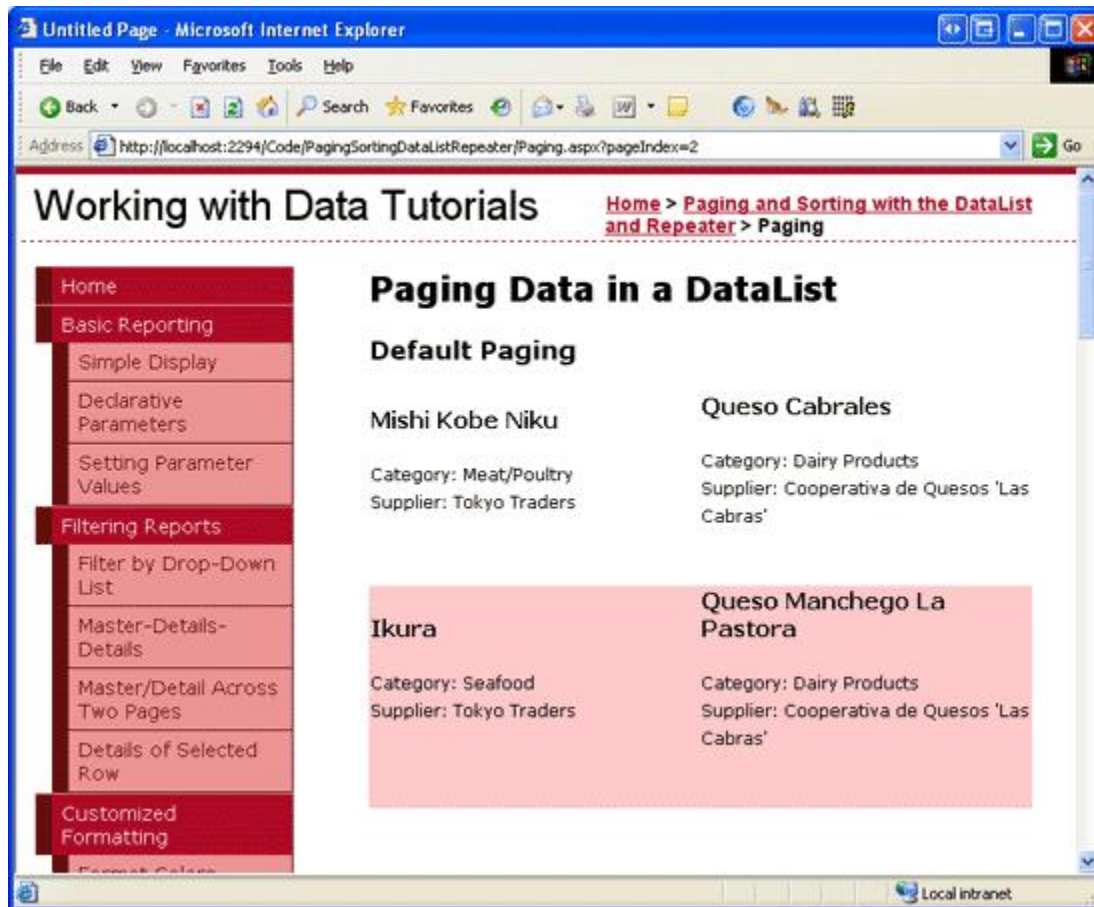 Untitled Page - Microsoft Internet Explorer
File Edit View Favorites Tools Help
Back Search Favorites
Address http://localhost:2294/Code/PagingSortingDataListRepeater/Paging.aspx?pageIndex=2 Go
Working with Data Tutorials
Home > Paging and Sorting with the DataList
and Repeater > Paging
Home
Basic Reporting
Simple Display
Declarative
Parameters
Setting Parameter
Values
Filtering Reports
Filter by Drop-Down
List
Master-Details-
Details
Master/Detail Across
Two Pages
Details of Selected
Row
Customized
Formatting
Format Colors
Paging Data in a DataList
Default Paging
Mishi Kobe Niku
Category: Meat/Poultry
Supplier: Tokyo Traders
Queso Cabrales
Category: Dairy Products
Supplier: Cooperativa de Quesos 'Las
Cabras'
Ikura
Category: Seafood
Supplier: Tokyo Traders
Queso Manchego La
Pastora
Category: Dairy Products
Supplier: Cooperativa de Quesos 'Las
Cabras'
Local intranet